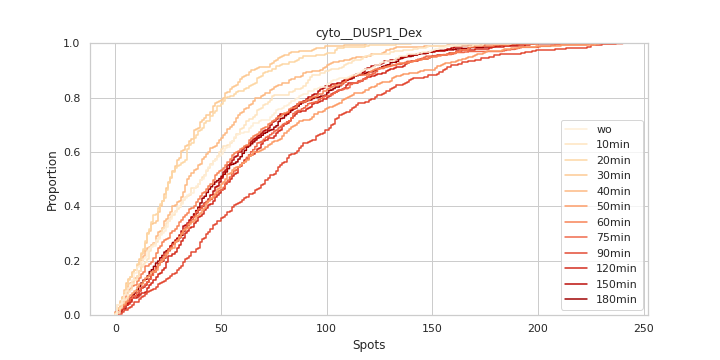 cyto__DUSP1_Dex
1.0
0.8
0.6
0.4
0.2
0.0
Proportion
0
50
100
150
200
250
Spots
wo
10min
20min
30min
40min
50min
60min
75min
90min
120min
150min
180min